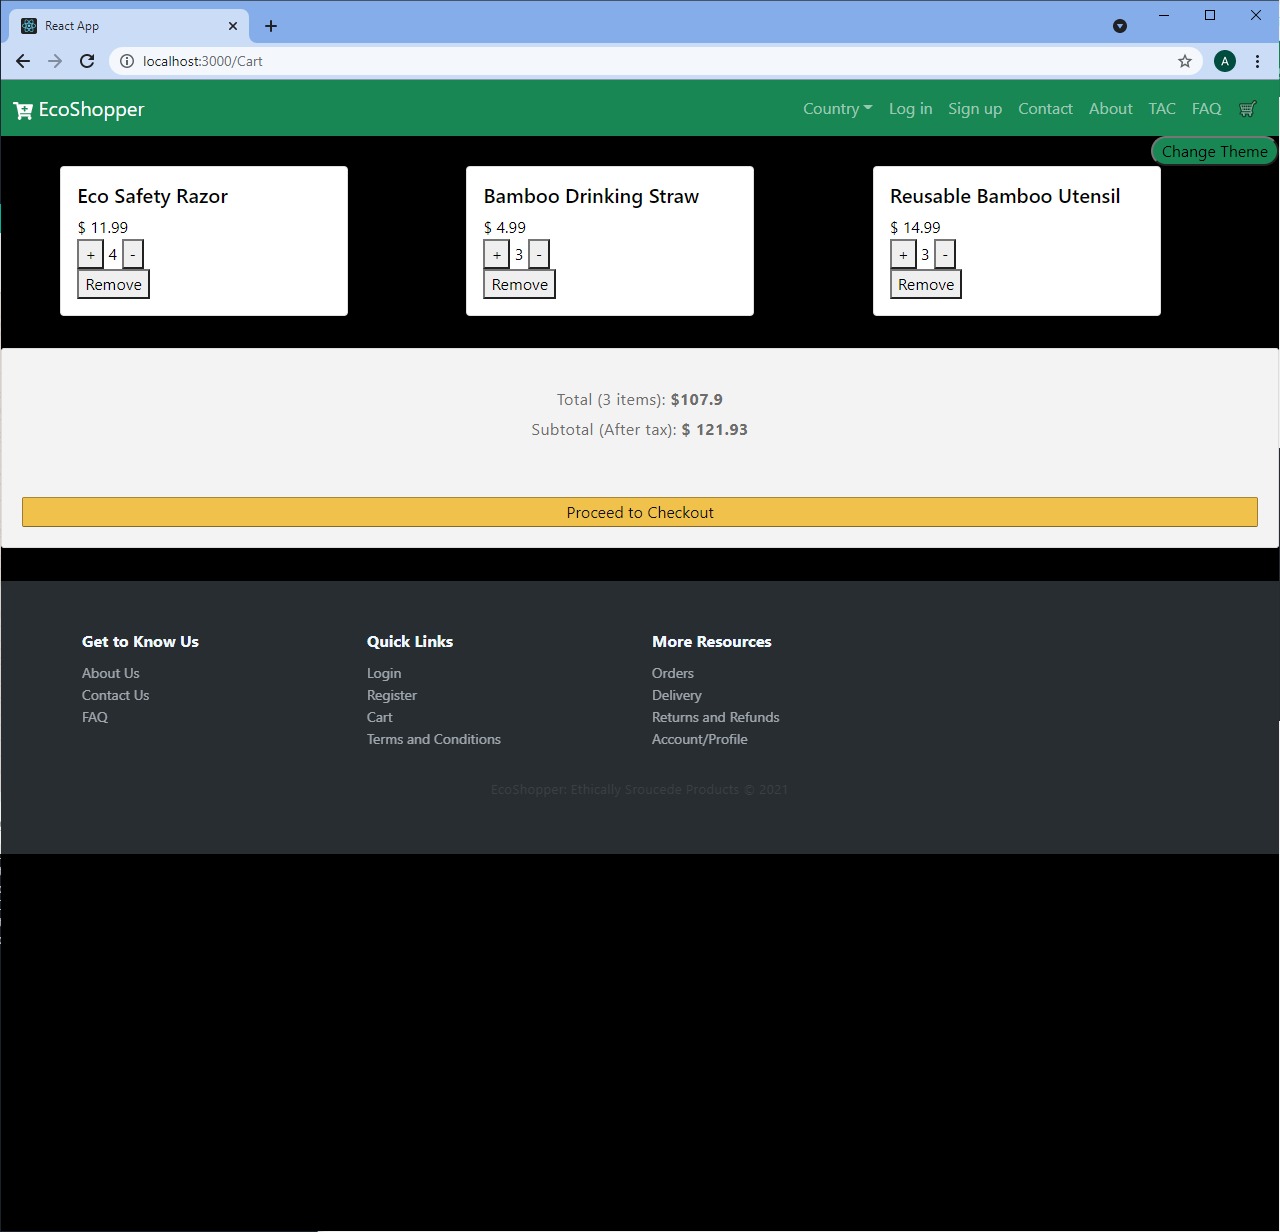 React App
localhost:3000/Cart
A
EcoShopper
Country Log in Sign up Contact About TAC FAQ
Change Theme
Eco Safety Razor
$ 11.99
+ 4 -
Remove
Bamboo Drinking Straw
$ 4.99
+ 3 -
Remove
Reusable Bamboo Utensil
$ 14.99
+ 3 -
Remove
Total (3 items): $107.9
Subtotal (After tax): $ 121.93
Proceed to Checkout
Get to Know Us
About Us
Contact Us
FAQ
Quick Links
Login
Register
Cart
Terms and Conditions
More Resources
Orders
Delivery
Returns and Refunds
Account/Profile
EcoShopper: Ethically Sroucede Products © 2021